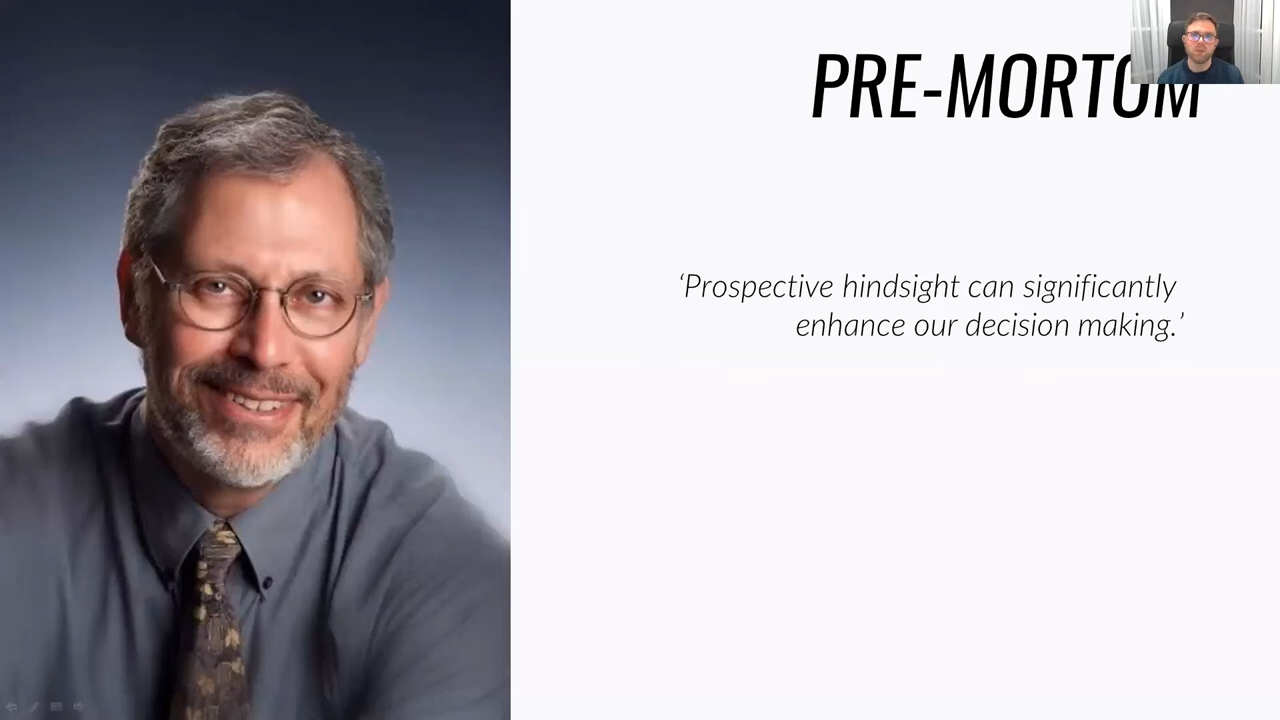 PRE-MORTOM
‘Prospective hindsight can significantly
enhance our decision making.’